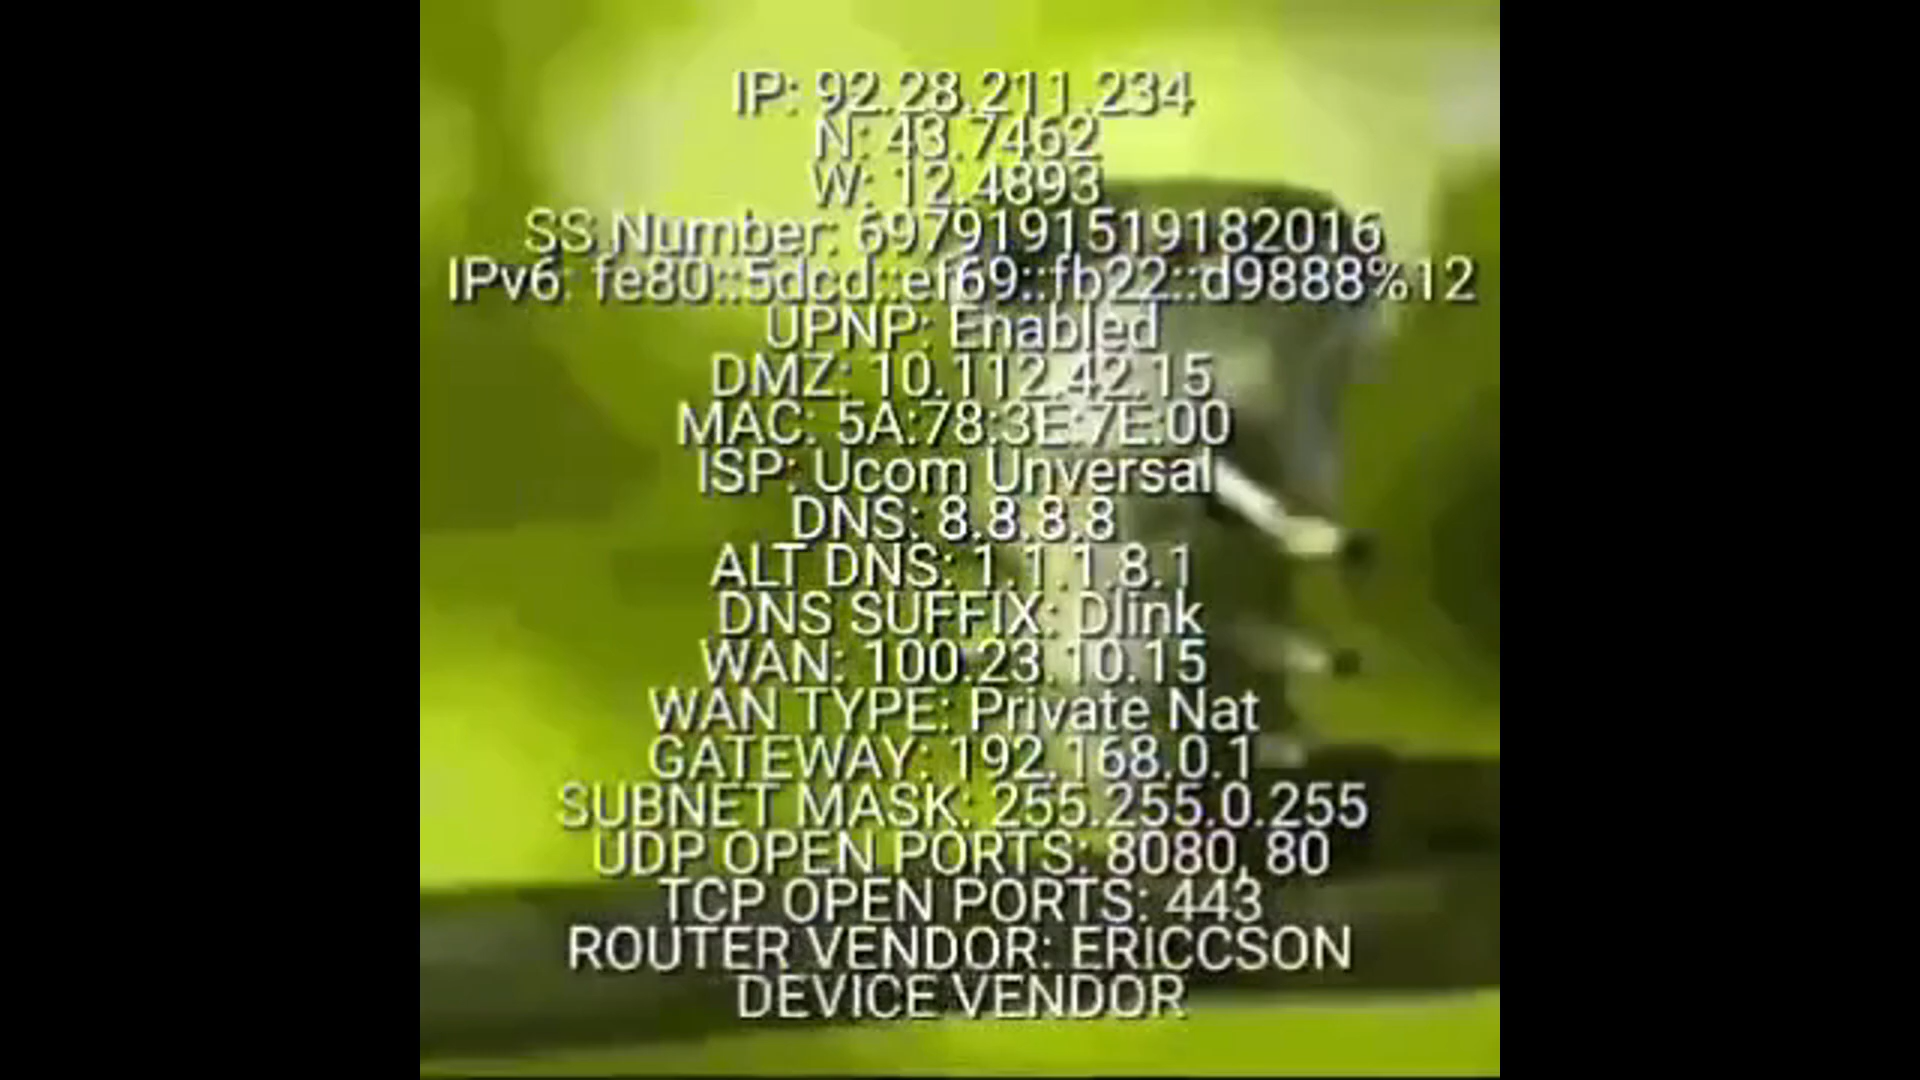 IP: 92.28.211.234
N: 43.7462
W: 12.4893
SS Number: 6979191519182016
IPv6: fe80::5dcd::ef69::fb22::d9888%12
UPNP: Enabled
DMZ: 10.112.42.15
MAC: 5A:78:3E:7E:00
ISP: Ucom Unversal
DNS: 8.8.8.8
ALT DNS: 1.1.1.8.1
DNS SUFFIX: Dlink
WAN: 100.23.10.15
WAN TYPE: Private Nat
GATEWAY: 192.168.0.1
SUBNET MASK: 255.255.0.255
UDP OPEN PORTS: 8080, 80
TCP OPEN PORTS: 443
ROUTER VENDOR: ERICCSON
DEVICE VENDOR